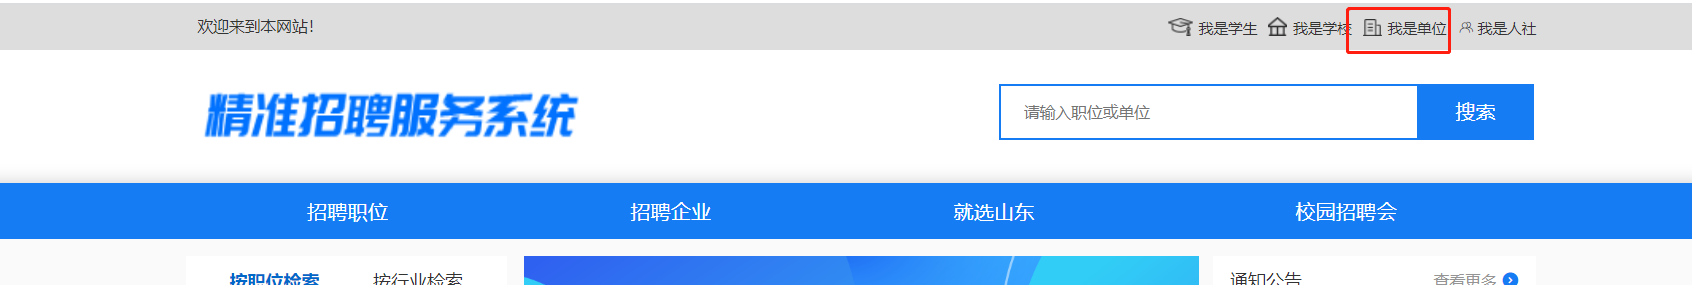 欢迎来到本网站！
我是学生 我是学校 我是单位 我是人社
精准招聘服务系统
请输入职位或单位 搜索
招聘职位 招聘企业 就选山东 校园招聘会
按职位检索 按行业检索 通知公告 查看更多